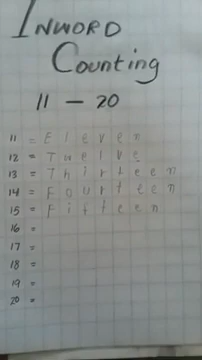 INWORD
Counting
11 - 20
11 = Eleven
12 = Twelve
13 = Thirteen
14 = Fourteen
15 = Fifteen
16 =
17 =
18 =
19 =
20 =